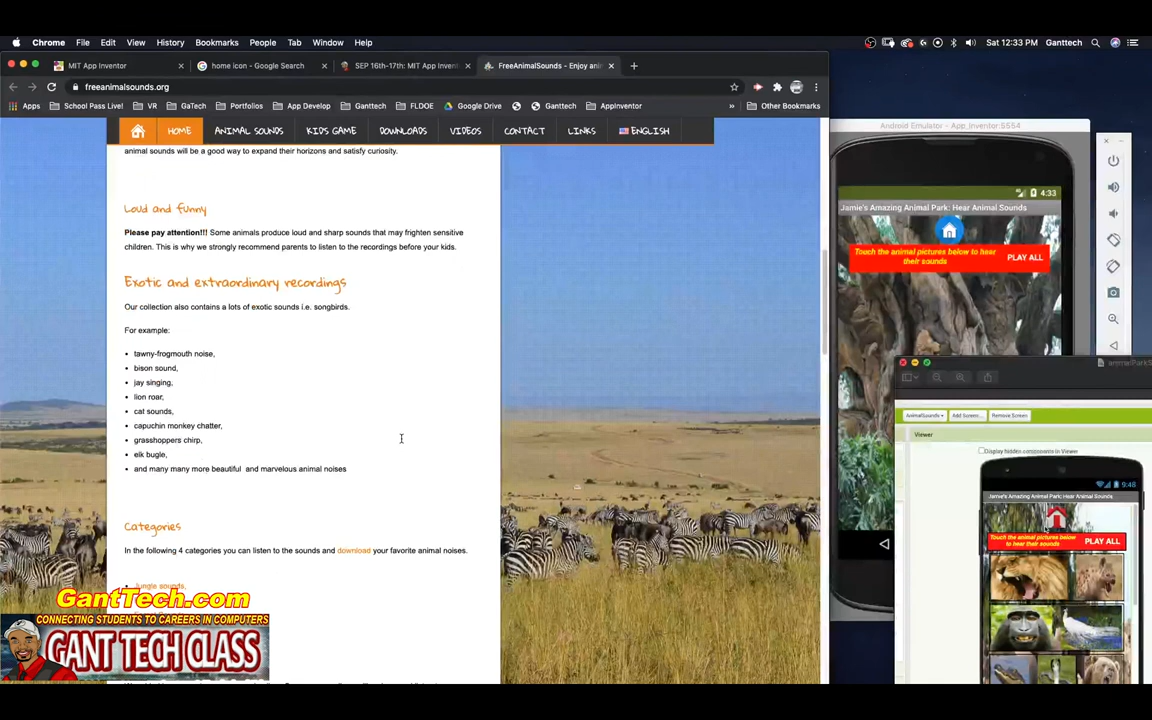 Chrome File Edit View History Bookmarks People Tab Window Help
Sat 12:33 PM Ganttech
MIT App Inventor
home icon - Google Search
SEP 16th-17th: MIT App Invent
FreeAnimalSounds - Enjoy ani
freeanimalsounds.org
Apps School Pass Live! VR GaTech Portfolios App Develop Ganttech FLDOE Google Drive Ganttech AppInventor » Other Bookmarks
HOME ANIMAL SOUNDS KIDS GAME DOWNLOADS VIDEOS CONTACT LINKS ENGLISH
animal sounds will be a good way to expand their horizons and satisfy curiosity.
Loud and funny
Please pay attention!!! Some animals produce loud and sharp sounds that may frighten sensitive
children. This is why we strongly recommend parents to listen to the recordings before your kids.
Exotic and extraordinary recordings
Our collection also contains a lots of exotic sounds i.e. songbirds.
For example:
tawny-frogmouth noise,
bison sound,
jay singing,
lion roar,
cat sounds,
capuchin monkey chatter,
grasshoppers chirp,
elk bugle,
and many many more beautiful and marvelous animal noises
Categories
In the following 4 categories you can listen to the sounds and download your favorite animal noises.
Jungle sounds,
GantTech.com
CONNECTING STUDENTS TO CAREERS IN COMPUTERS
GANT TECH CLASS
Android Emulator - App_Inventor:5554
4:33
Jamie's Amazing Animal Park: Hear Animal Sounds
Touch the animal pictures below to hear
their sounds
PLAY ALL
animalParkS
AnimalSounds Add Screen... Remove Screen
Viewer
Display hidden components in Viewer
9:48
Jamie's Amazing Animal Park: Hear Animal Sounds
Touch the animal pictures below
to hear their sounds
PLAY ALL